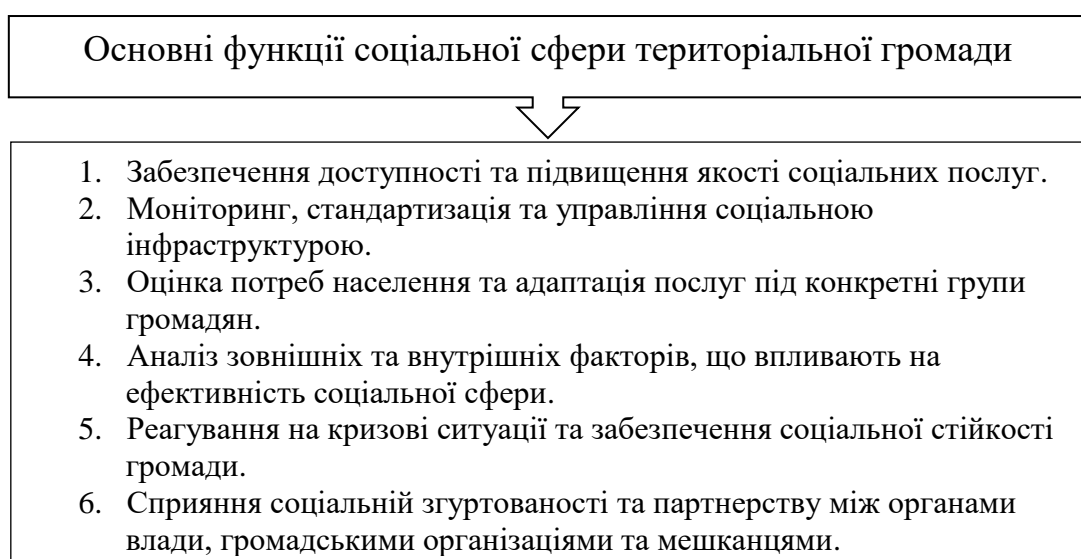 Основні функції соціальної сфери територіальної громади
1. Забезпечення доступності та підвищення якості соціальних послуг.
2. Моніторинг, стандартизація та управління соціальною
інфраструктурою.
3. Оцінка потреб населення та адаптація послуг під конкретні групи
громадян.
4. Аналіз зовнішніх та внутрішніх факторів, що впливають на
ефективність соціальної сфери.
5. Реагування на кризові ситуації та забезпечення соціальної стійкості
громади.
6. Сприяння соціальній згуртованості та партнерству між органами
влади, громадськими організаціями та мешканцями.